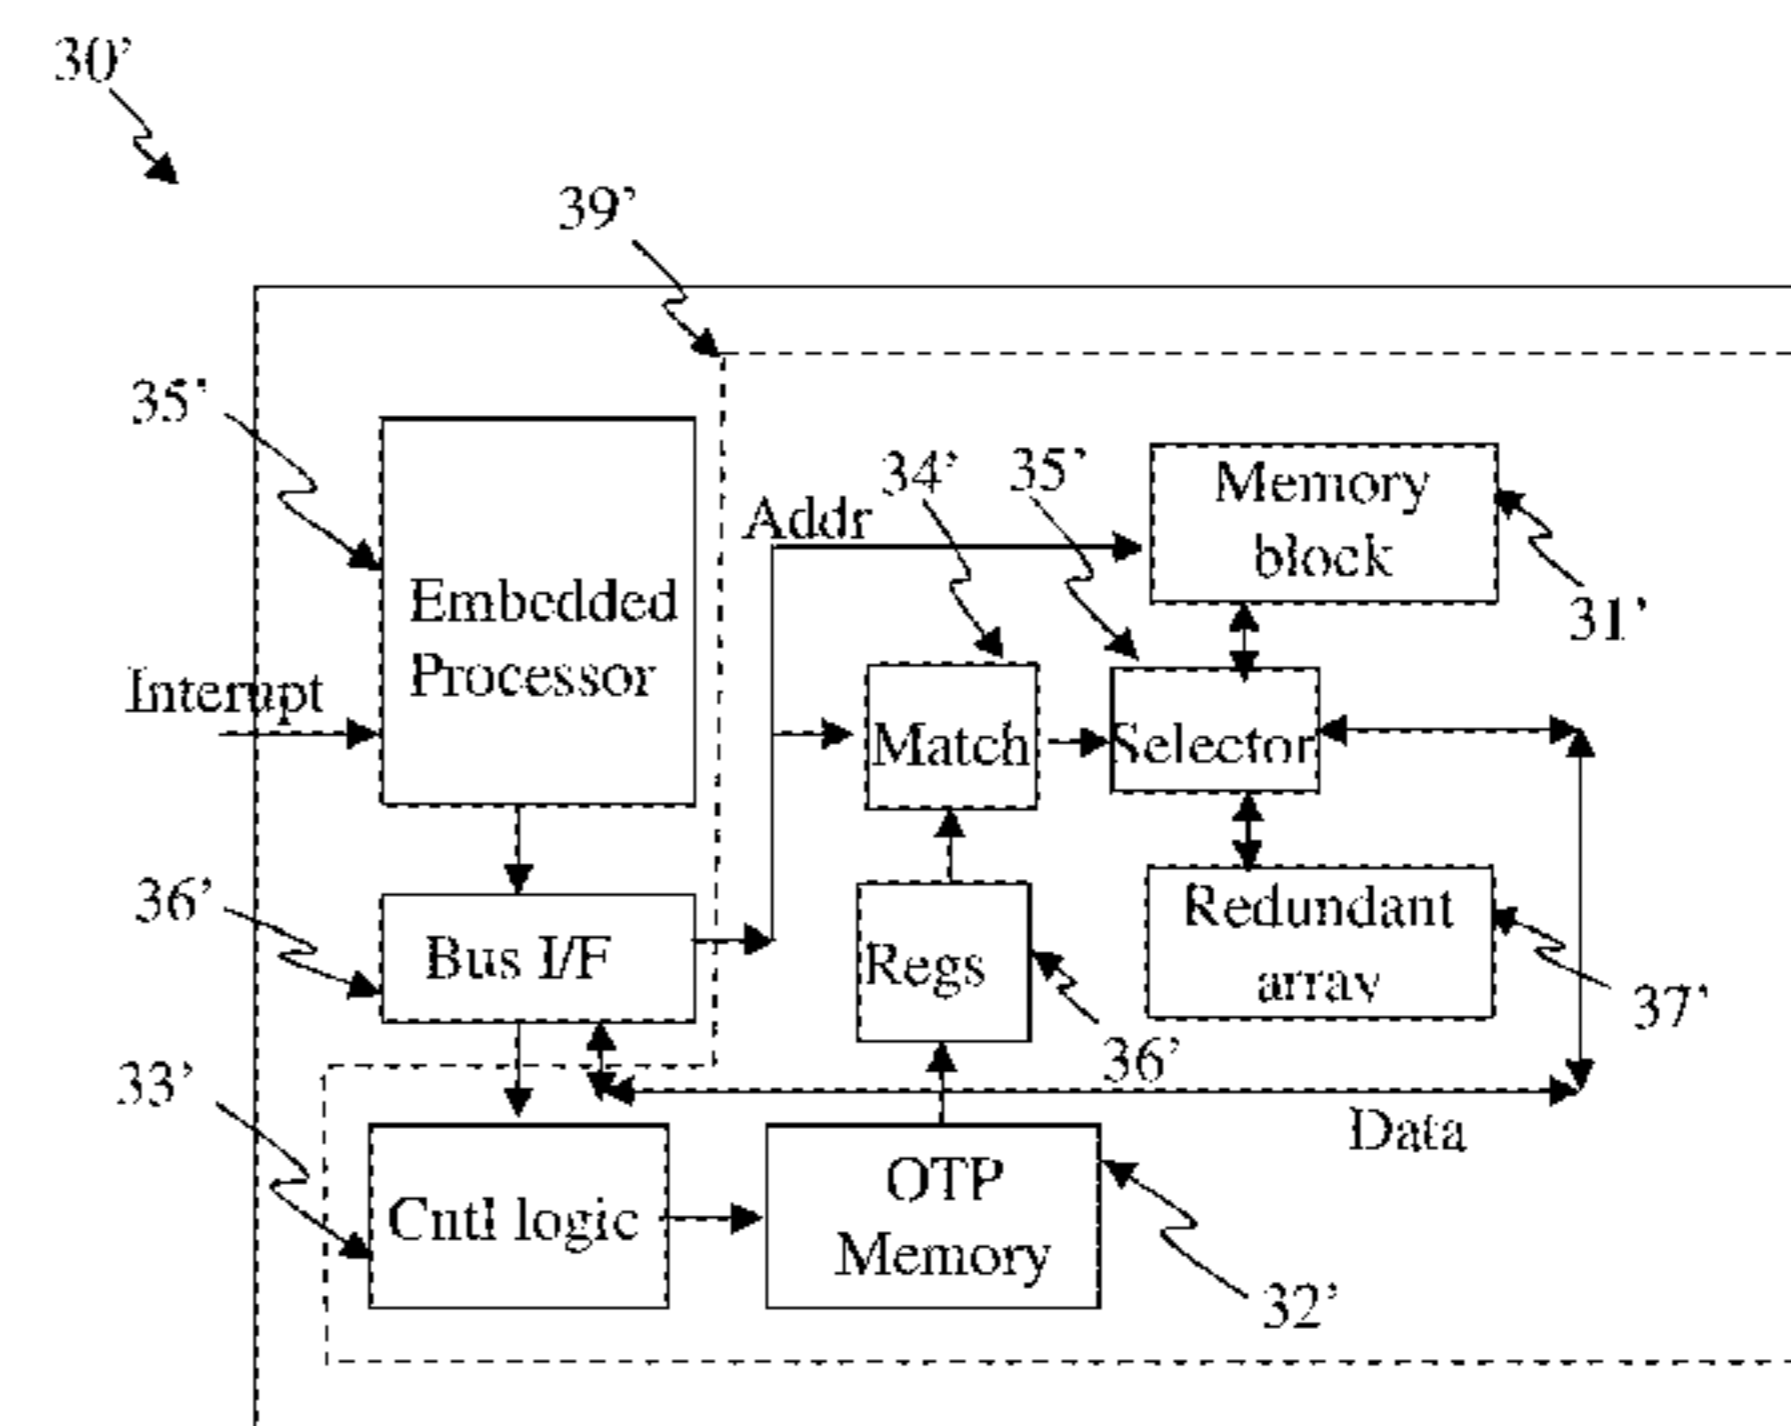 30’
39’
35’
34’
35’
Memory
block
Addr
31’
Embedded
Processor
Interupt
Match
Selector
36’
Bus I/F
Regs
Redundant
array
37’
36’
33’
Data
Cntl logic
OTP
Memory
32’